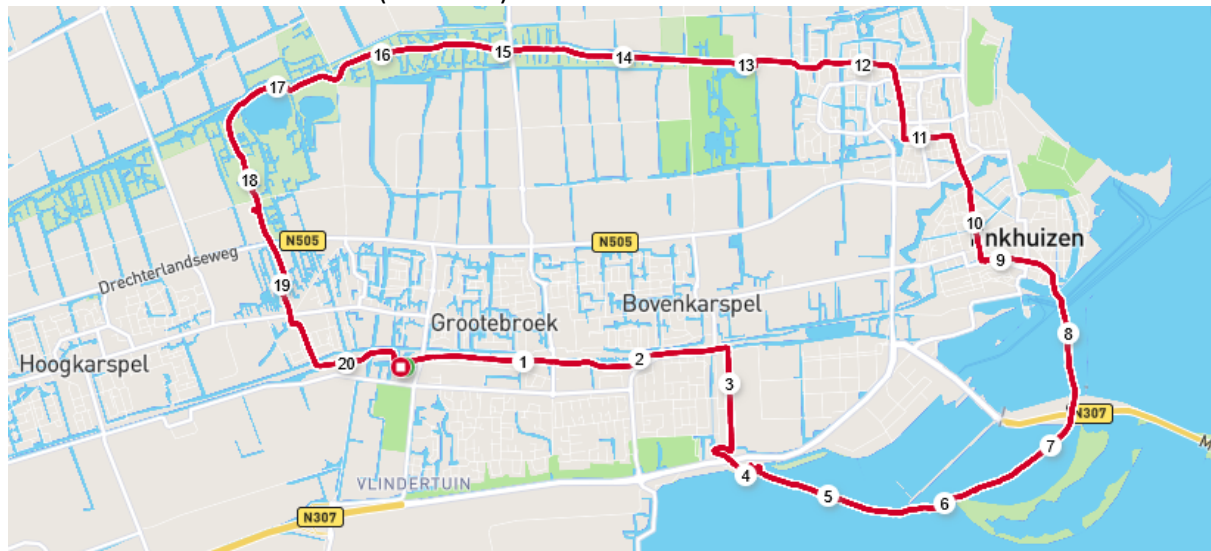 16
15
14
13
12
17
11
18
10
N505
N505
nkhuizen
Drechterlandseweg
9
19
Bovenkarspel
Grootebroek
8
Hoogkarspel
20
1
2
3
N307
7
4
VLINDERTUIN
5
6
N307